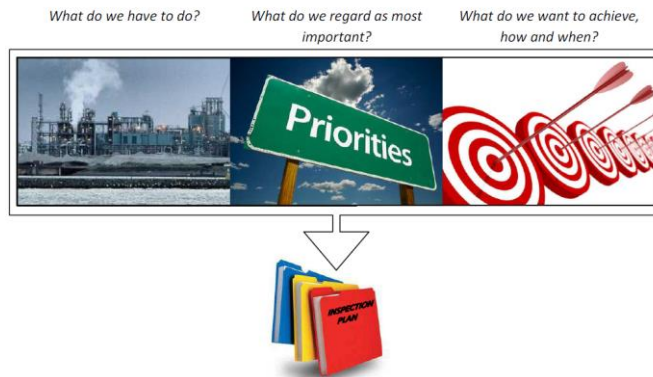 What do we have to do?
What do we regard as most
important?
What do we want to achieve,
how and when?
Priorities
INSPECTION
PLAN